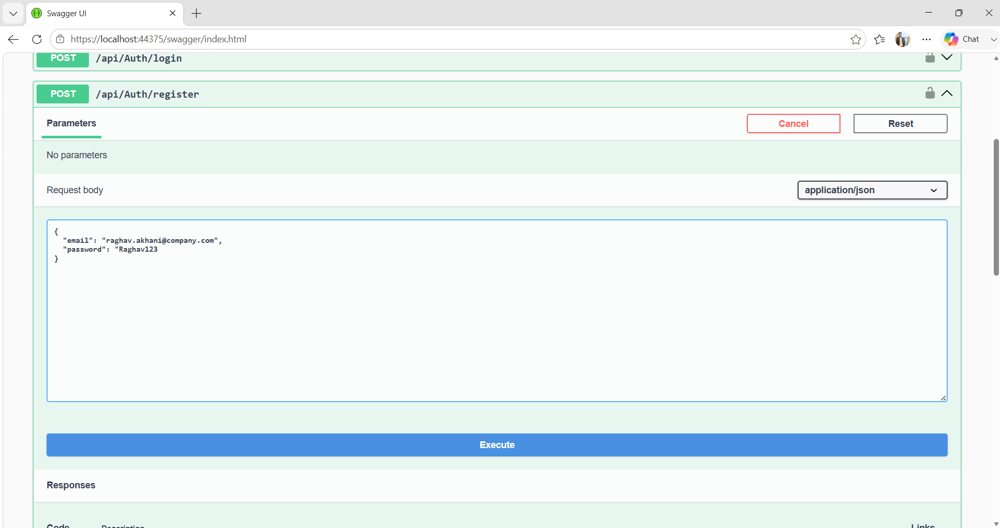 Swagger UI
https://localhost:44375/swagger/index.html
Chat
POST /api/Auth/login
POST /api/Auth/register
Parameters
Cancel
Reset
No parameters
Request body
application/json
{
"email": "raghav.akhani@company.com",
"password": "Raghav123
}
Execute
Responses
Code Description Links